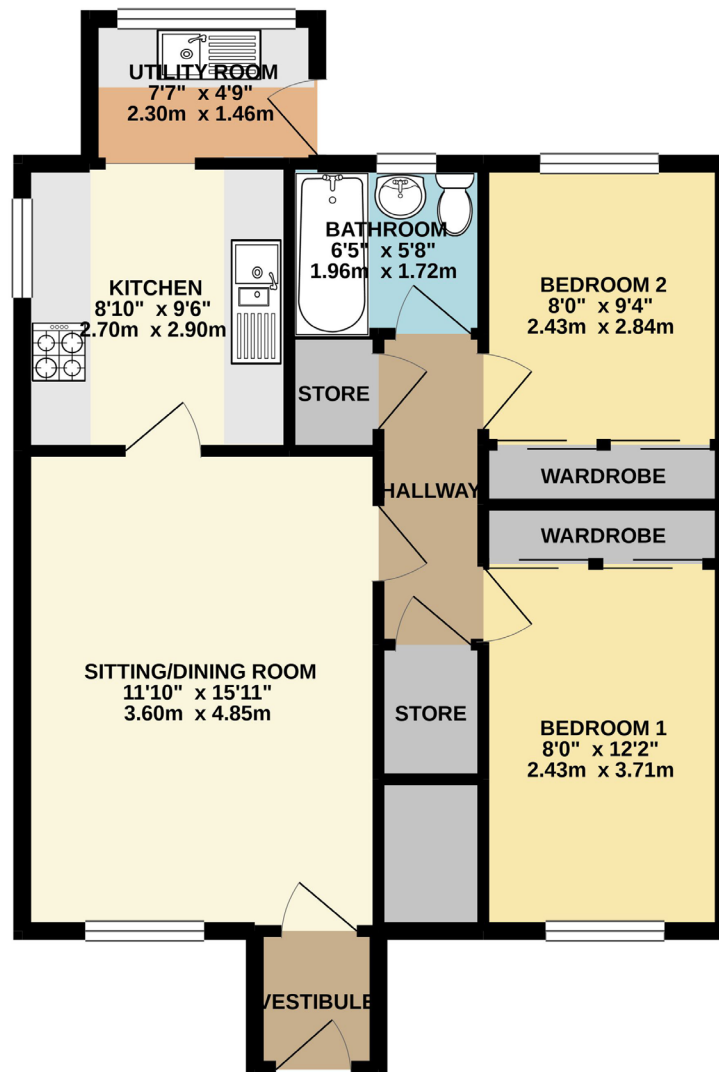 UTILITY ROOM
7'7" x 4'9"
2.30m x 1.46m
BATHROOM
6'5" x 5'8"
1.96m x 1.72m
KITCHEN
8'10" x 9'6"
2.70m x 2.90m
BEDROOM 2
8'0" x 9'4"
2.43m x 2.84m
STORE
WARDROBE
HALLWAY
WARDROBE
SITTING/DINING ROOM
11'10" x 15'11"
3.60m x 4.85m
STORE
BEDROOM 1
8'0" x 12'2"
2.43m x 3.71m
VESTIBULE